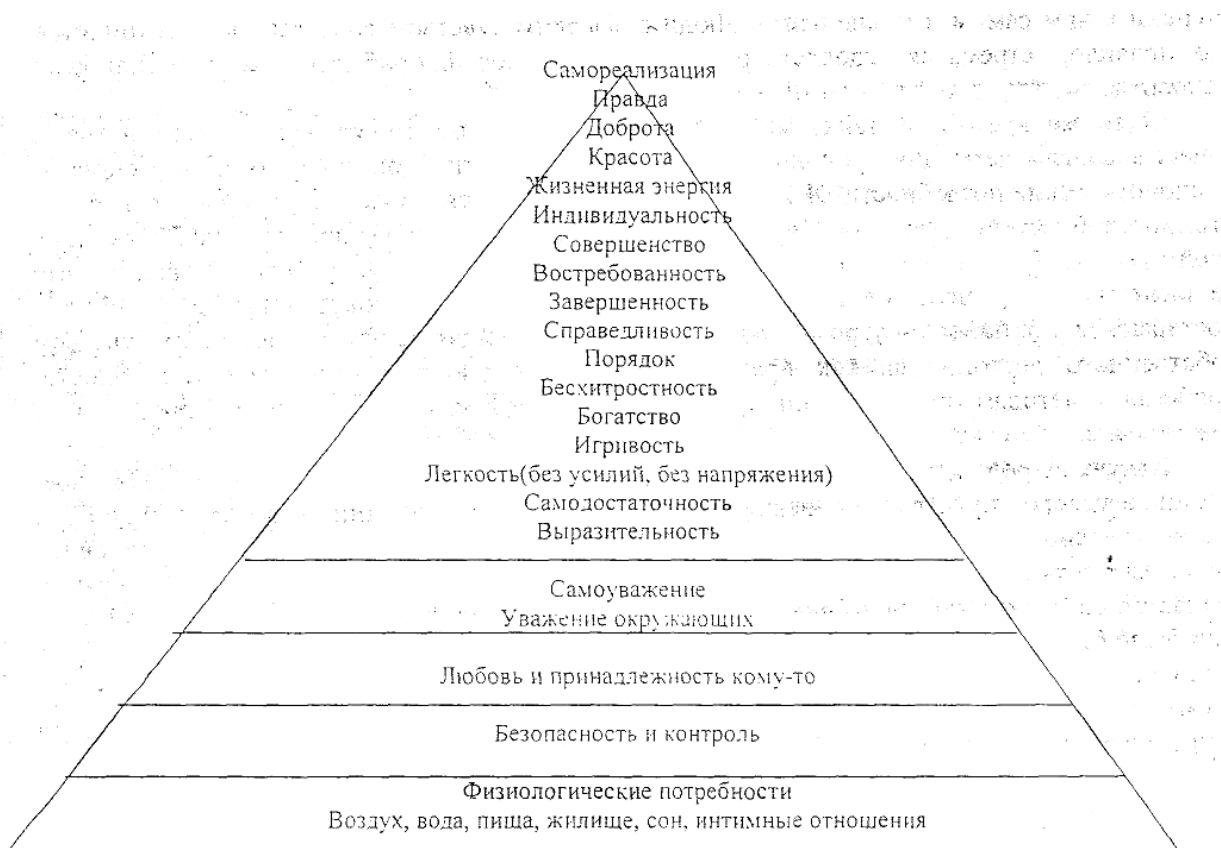 Самореализация
Правда
Доброта
Красота
Жизненная энергия
Индивидуальность
Совершенство
Востребованность
Завершенность
Справедливость
Порядок
Бесхитростность
Богатство
Игривость
Легкость(без усилий, без напряжения)
Самодостаточность
Выразительность
Самоуважение
Уважение окружающих
Любовь и принадлежность кому-то
Безопасность и контроль
Физиологические потребности
Воздух, вода, пища, жилище, сон, интимные отношения